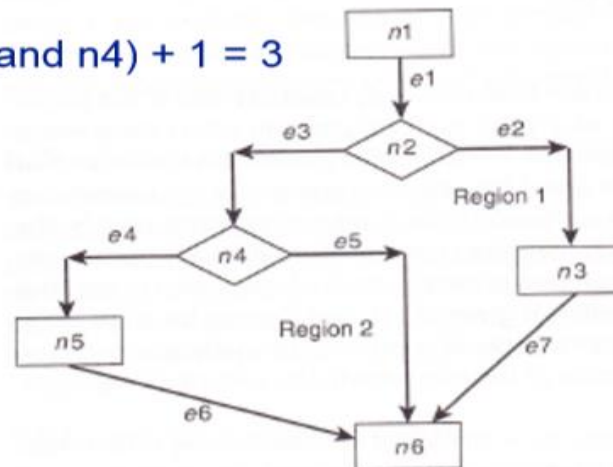 and n4) + 1 = 3
n1
e1
e3
e2
n2
Region 1
e4
n4
e5
n3
n5
Region 2
e7
e6
n6